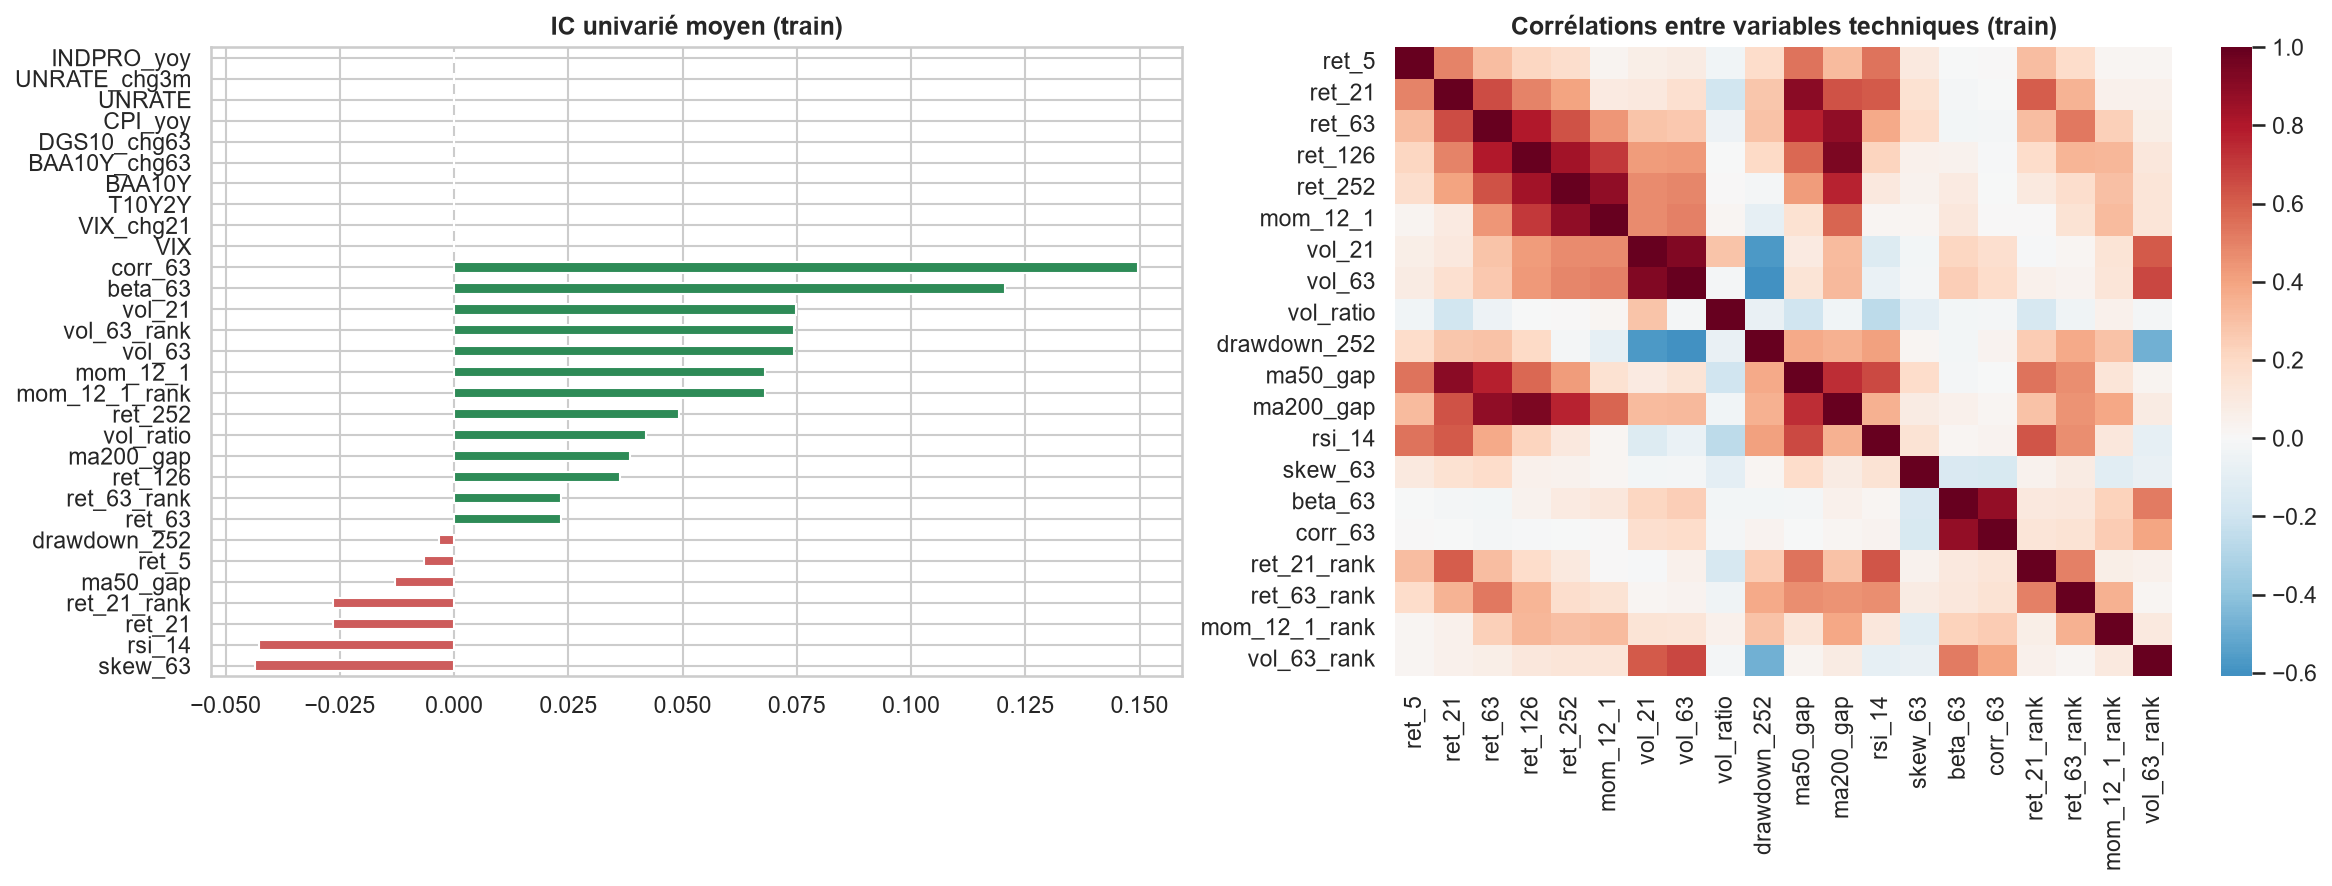 IC univarié moyen (train)
INDPRO_yoy
UNRATE_chg3m
UNRATE
CPI_yoy
DGS10_chg63
BAA10Y_chg63
BAA10Y
T10Y2Y
VIX_chg21
VIX
corr_63
beta_63
vol_21
vol_63_rank
vol_63
mom_12_1
mom_12_1_rank
ret_252
vol_ratio
ma200_gap
ret_126
ret_63_rank
ret_63
drawdown_252
ret_5
ma50_gap
ret_21_rank
ret_21
rsi_14
skew_63
−0.050 −0.025 0.000 0.025 0.050 0.075 0.100 0.125 0.150
Corrélations entre variables techniques (train)
ret_5
ret_21
ret_63
ret_126
ret_252
mom_12_1
vol_21
vol_63
vol_ratio
drawdown_252
ma50_gap
ma200_gap
rsi_14
skew_63
beta_63
corr_63
ret_21_rank
ret_63_rank
mom_12_1_rank
vol_63_rank
ret_5
ret_21
ret_63
ret_126
ret_252
mom_12_1
vol_21
vol_63
vol_ratio
drawdown_252
ma50_gap
ma200_gap
rsi_14
skew_63
beta_63
corr_63
ret_21_rank
ret_63_rank
mom_12_1_rank
vol_63_rank
1.0
0.8
0.6
0.4
0.2
0.0
−0.2
−0.4
−0.6